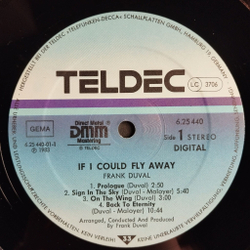 TELDEC
LC 3706
GEMA
Direct Metal
DMM
Mastering
℗ TELDEC
6.25 440
6.25 440-01-1
℗ 1983
Side 1 STEREO
DIGITAL
IF I COULD FLY AWAY
FRANK DUVAL
1. Prologue (Duval) 2:50
2. Sign In The Sky (Duval - Maloyer) 5:40
3. On The Wing (Duval) 3:00
4. Back To Eternity
(Duval - Maloyer) 10:44
Arranged, Conducted And Produced By
Frank Duval
33